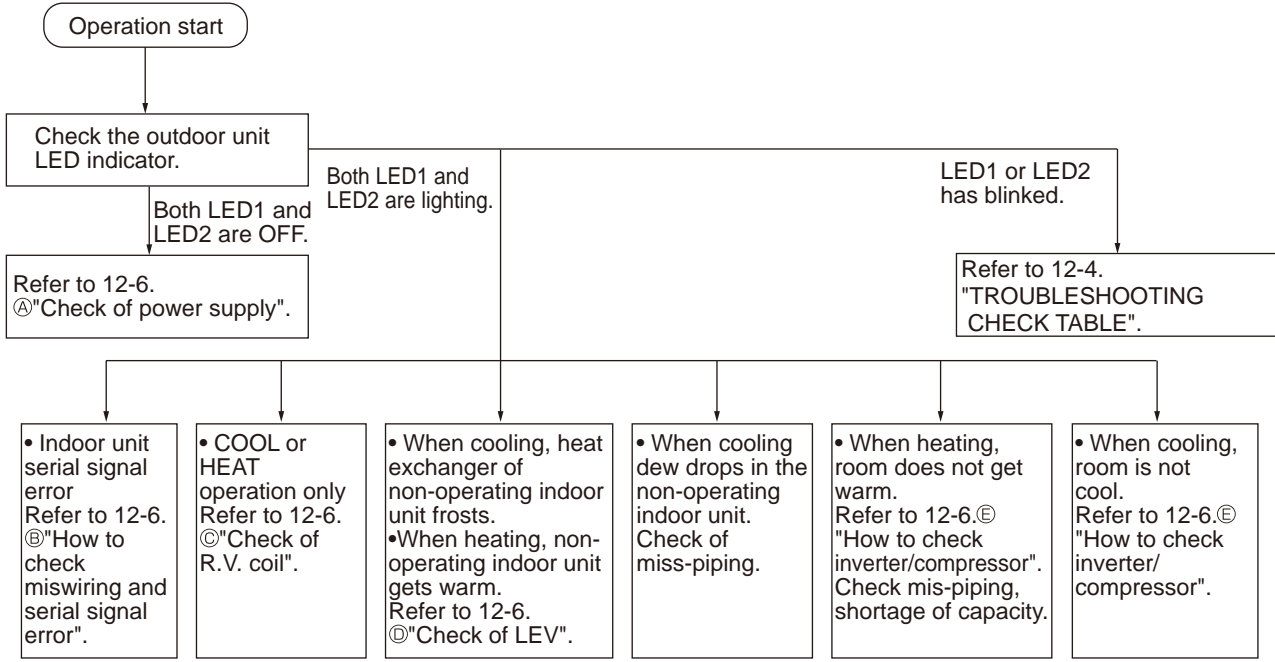 Operation start
Check the outdoor unit
LED indicator.
Both LED1 and
LED2 are OFF.
Both LED1 and
LED2 are lighting.
LED1 or LED2
has blinked.
Refer to 12-6.
Ⓐ"Check of power supply".
Refer to 12-4.
"TROUBLESHOOTING
CHECK TABLE".
• Indoor unit
serial signal
error
Refer to 12-6.
Ⓑ"How to
check
miswiring and
serial signal
error".
• COOL or
HEAT
operation only
Refer to 12-6.
Ⓒ"Check of
R.V. coil".
• When cooling, heat
exchanger of
non-operating indoor
unit frosts.
•When heating, non-
operating indoor unit
gets warm.
Refer to 12-6.
Ⓓ"Check of LEV".
• When cooling
dew drops in the
non-operating
indoor unit.
Check of
miss-piping.
• When heating,
room does not get
warm.
Refer to 12-6.Ⓔ
"How to check
inverter/compressor".
Check mis-piping,
shortage of capacity.
• When cooling,
room is not
cool.
Refer to 12-6.Ⓔ
"How to check
inverter/
compressor".